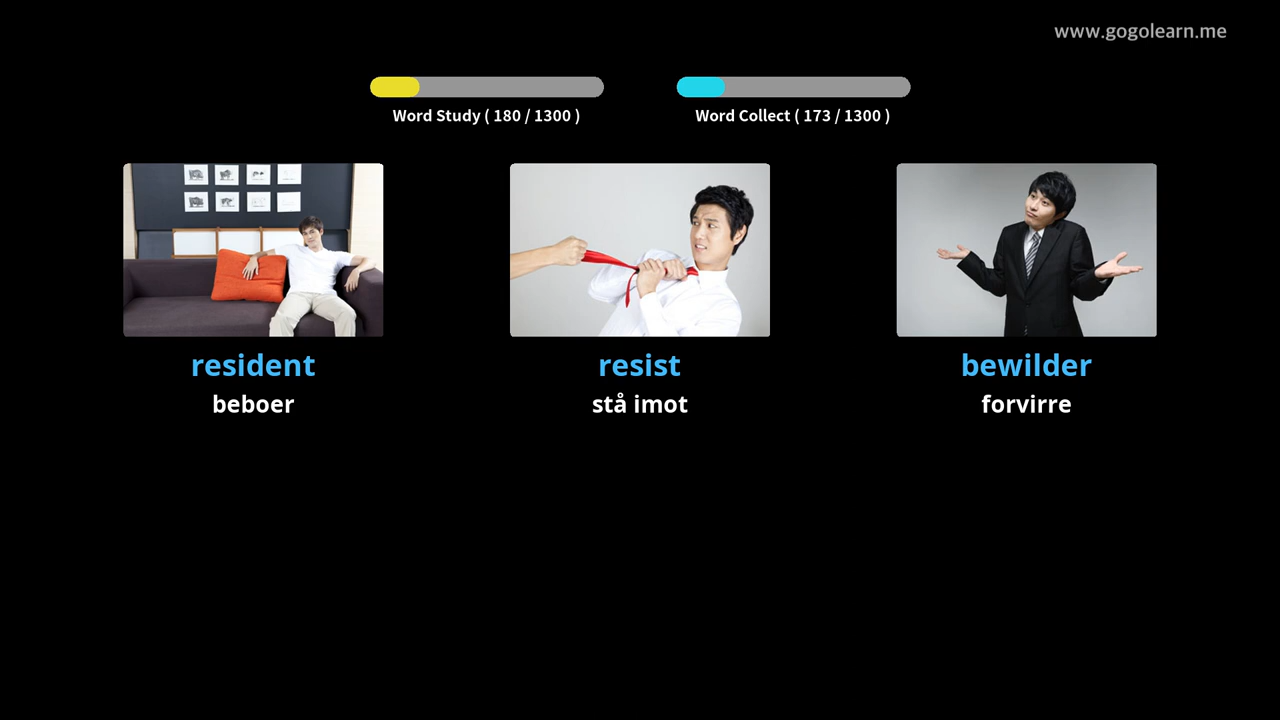 www.gogolearn.me
Word Study ( 180 / 1300 )
Word Collect ( 173 / 1300 )
resident
beboer
resist
stå imot
bewilder
forvirre